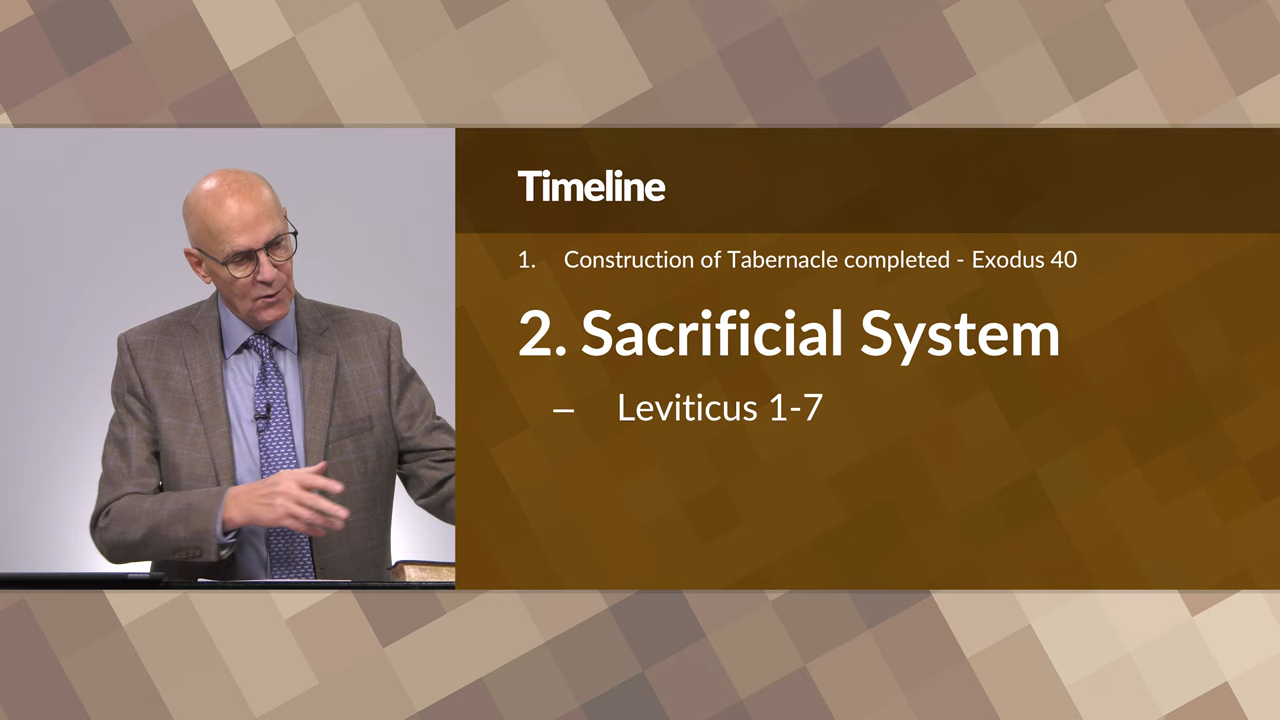 Timeline
1. Construction of Tabernacle completed - Exodus 40
2. Sacrificial System
– Leviticus 1-7